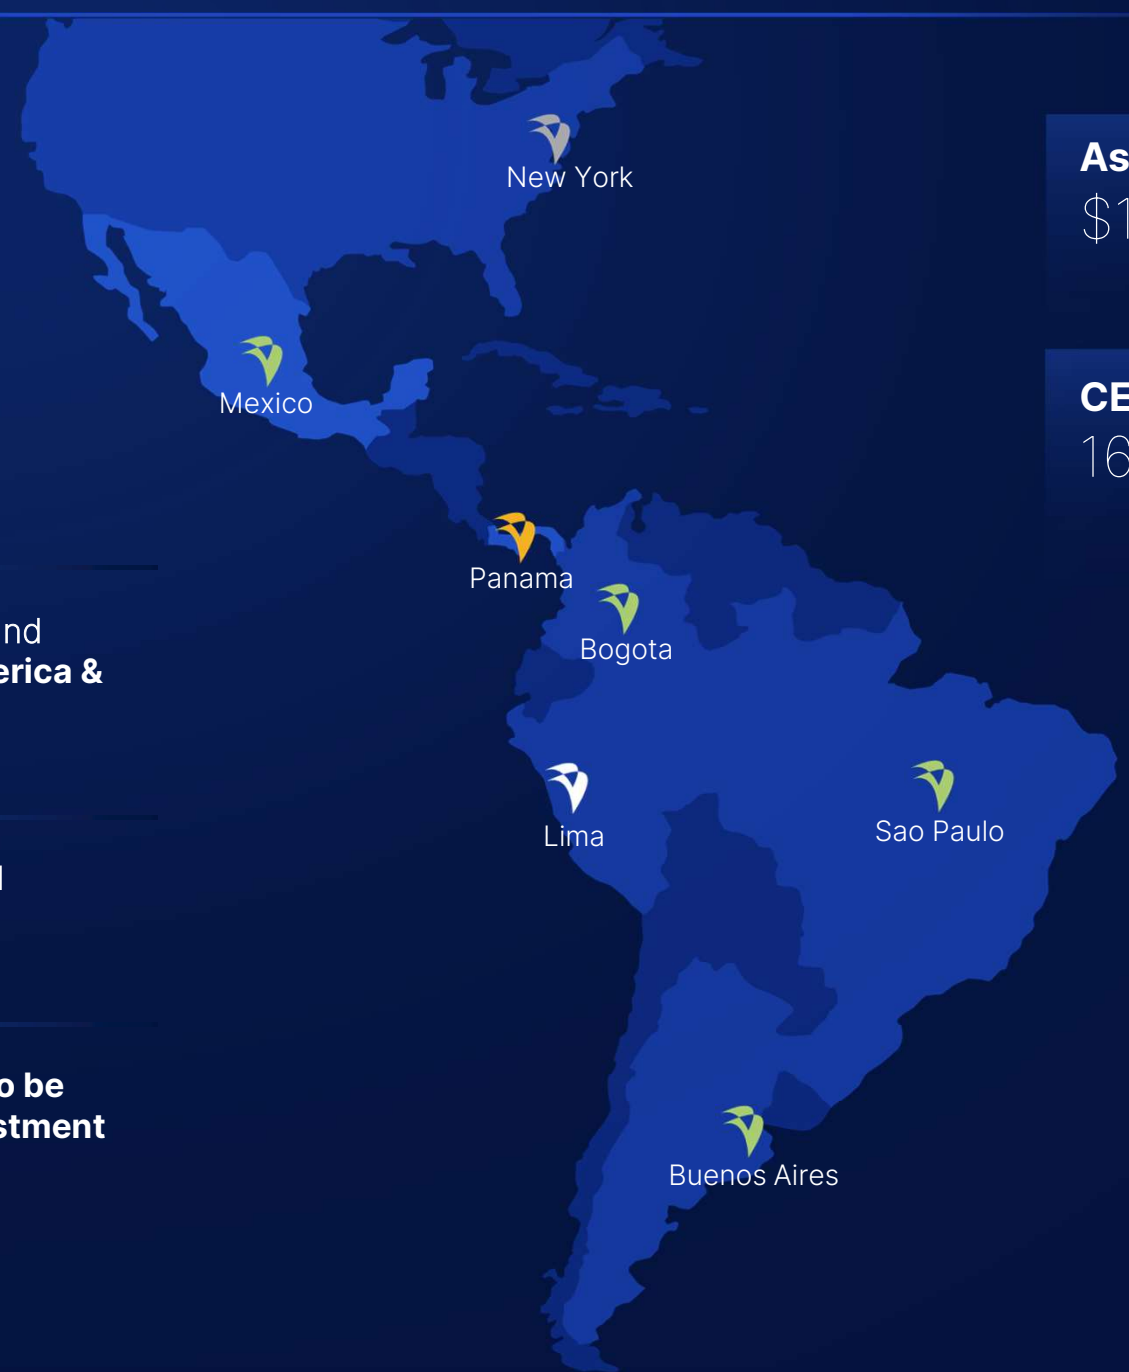 New York
As
$1
Mexico
CE
16
Panama
nd
erica &
Bogota
Lima
Sao Paulo
o be
stment
Buenos Aires